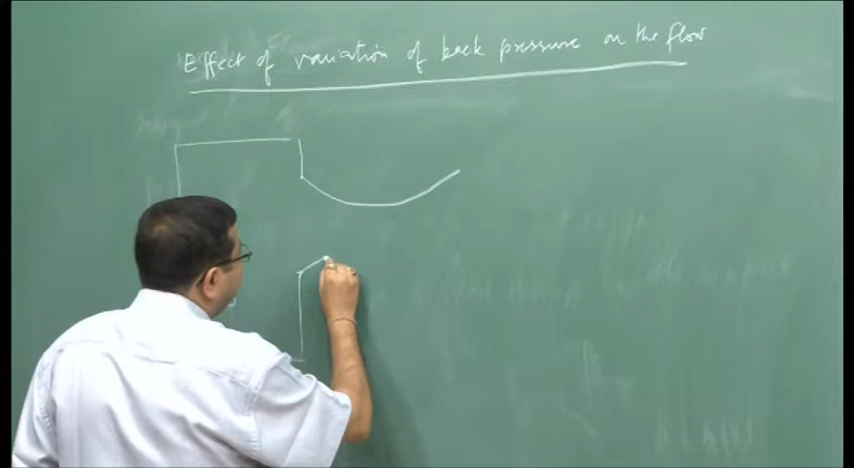 Effect of variation of back pressure on the flow